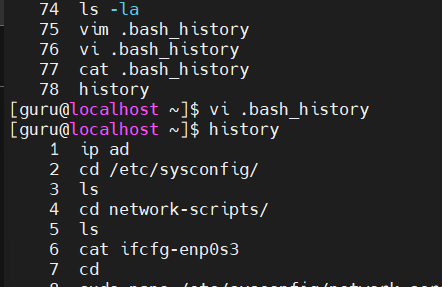 74 ls -la
75 vim .bash_history
76 vi .bash_history
77 cat .bash_history
78 history
[guru@localhost ~]$ vi .bash_history
[guru@localhost ~]$ history
1 ip ad
2 cd /etc/sysconfig/
3 ls
4 cd network-scripts/
5 ls
6 cat ifcfg-enp0s3
7 cd